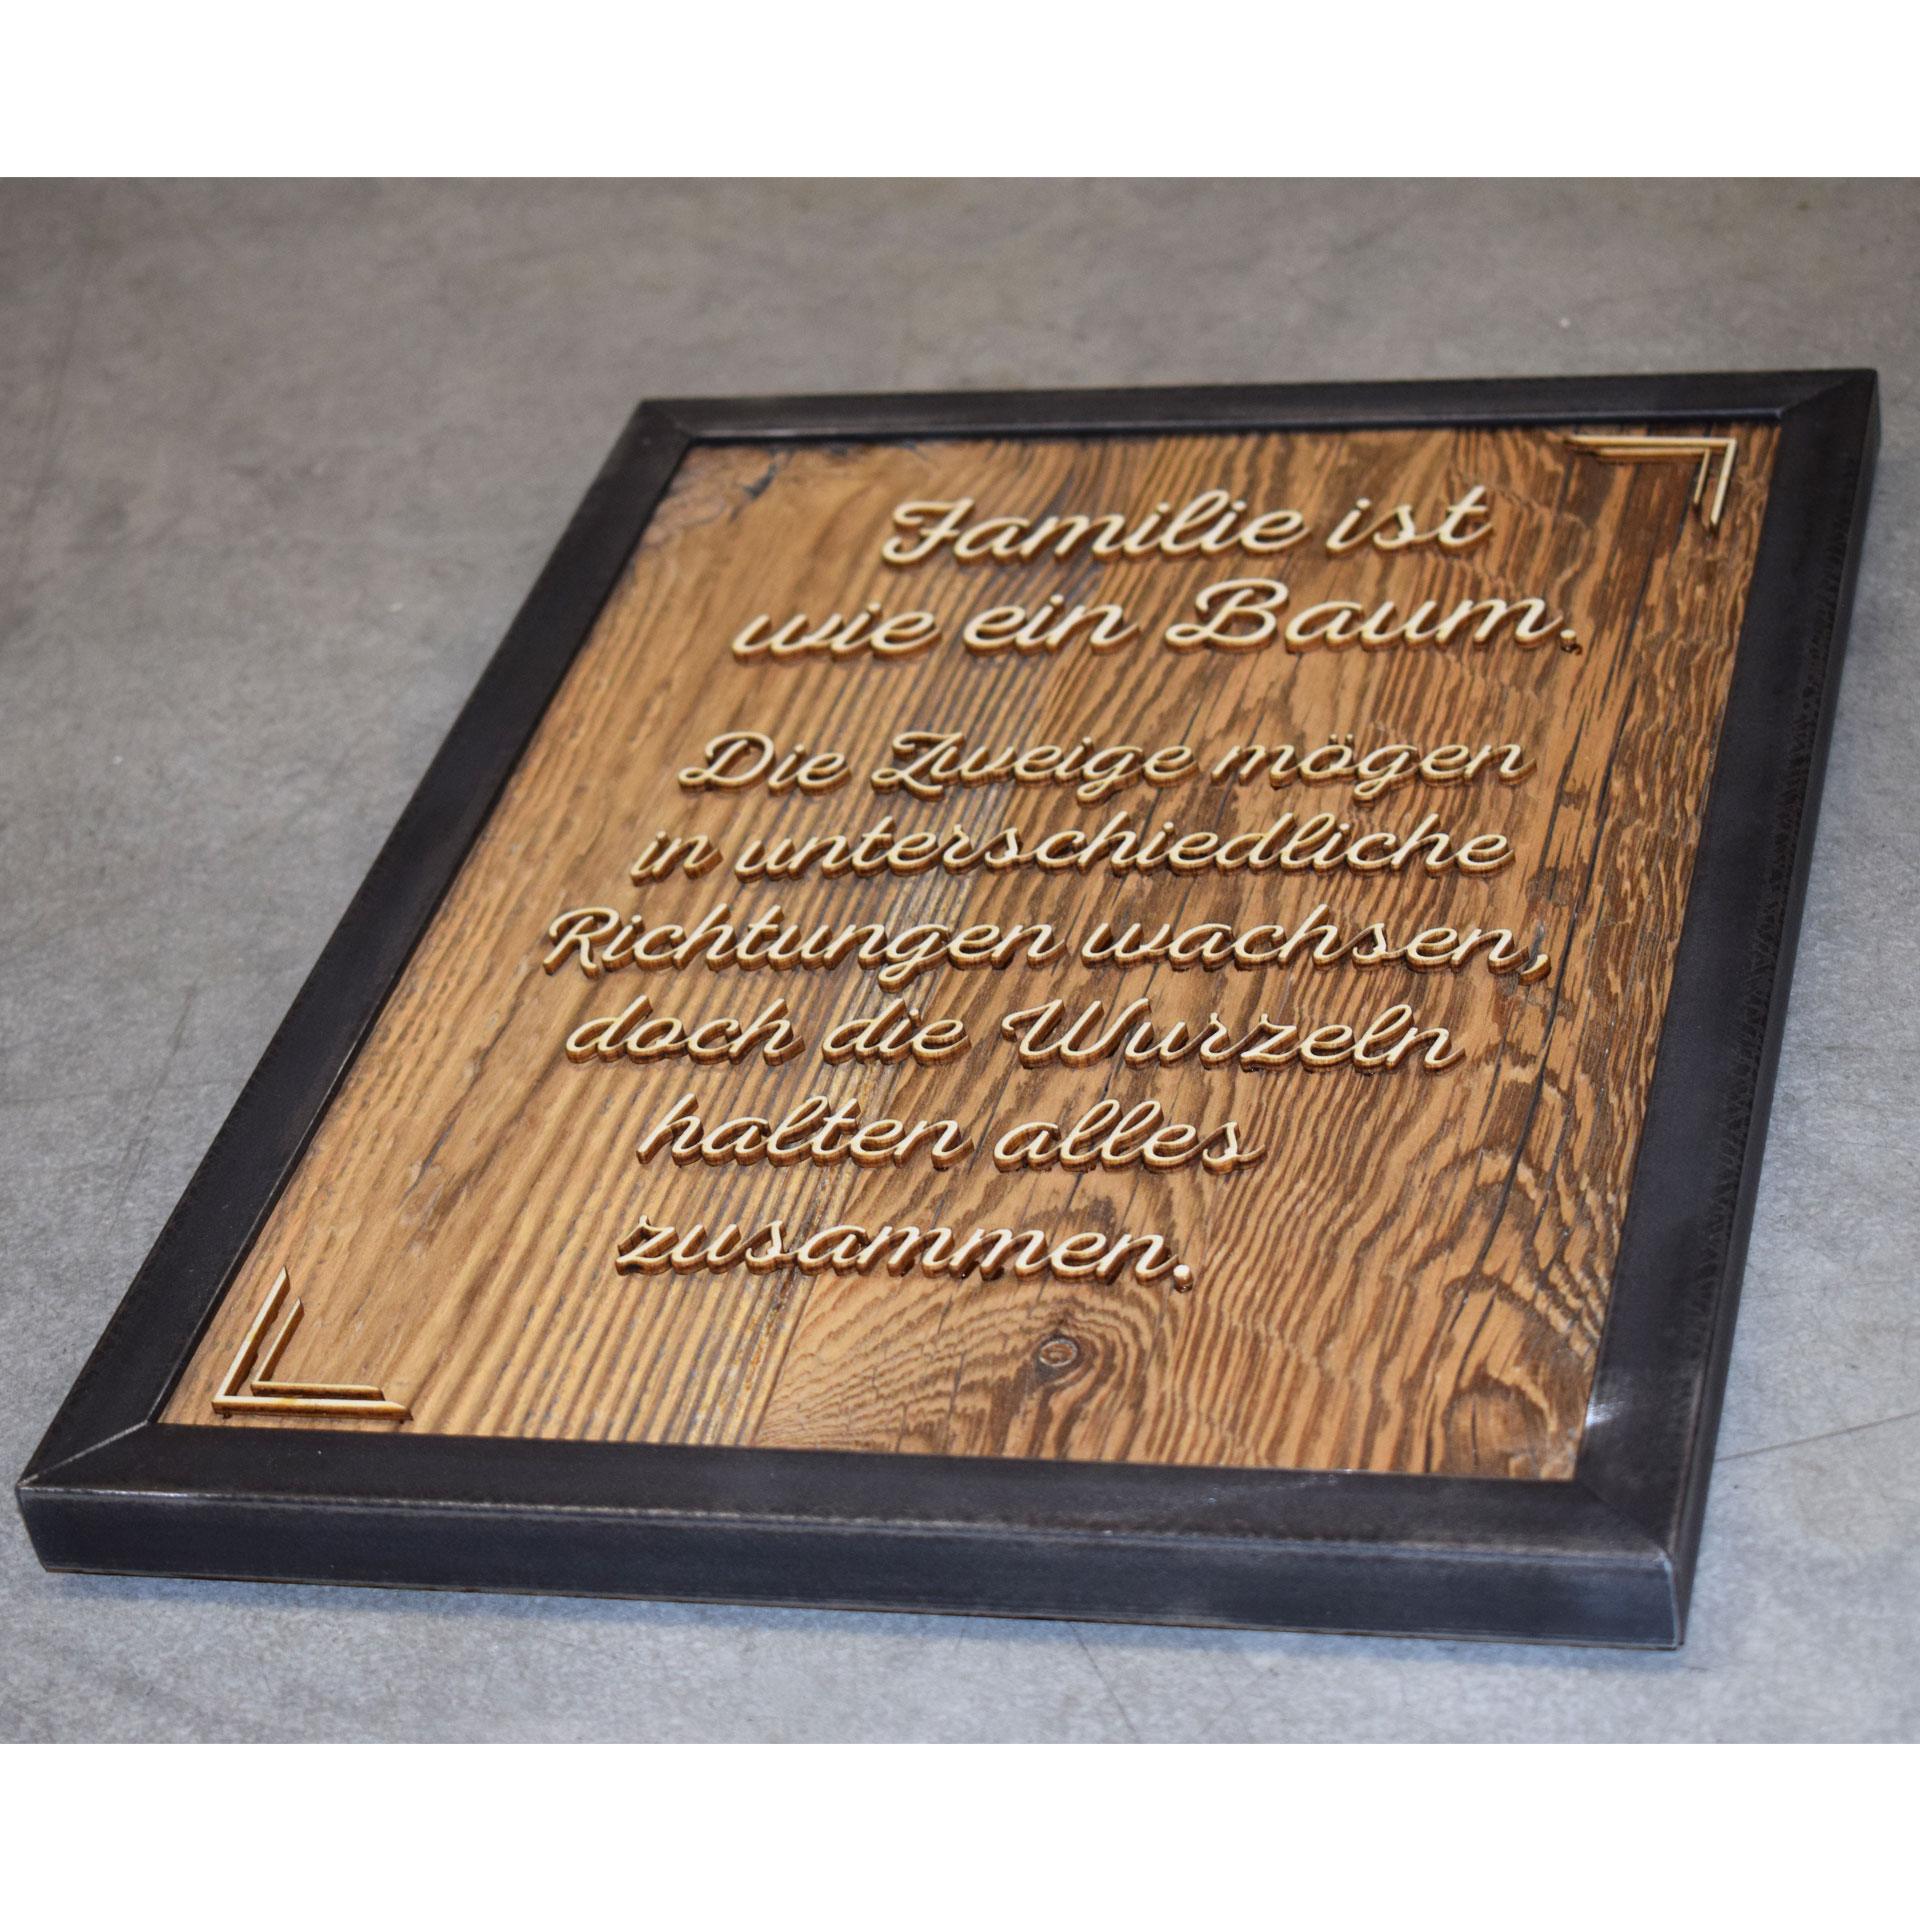 Familie ist
wie ein Baum.
Die Zweige mögen
in unterschiedliche
Richtungen wachsen,
doch die Wurzeln
halten alles
zusammen.